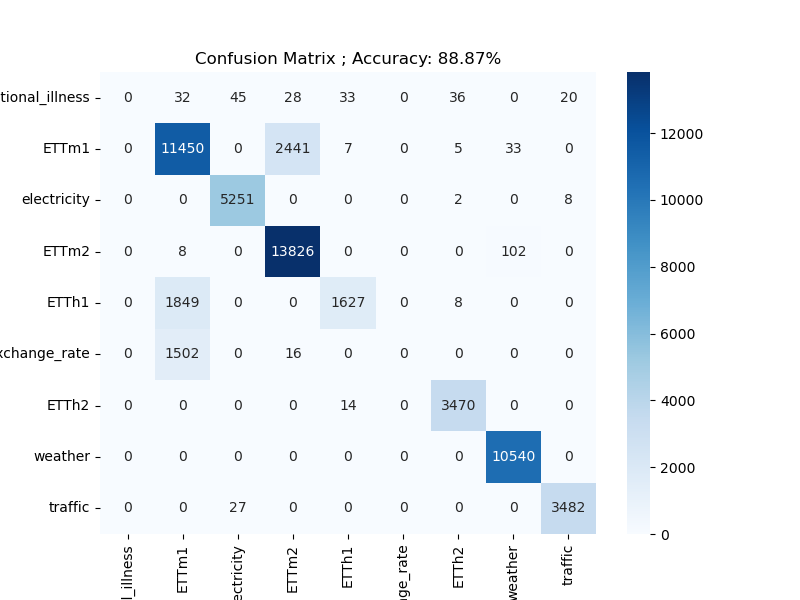 Confusion Matrix ; Accuracy: 88.87%
tional_illness 0 32 45 28 33 0 36 0 20
ETTm1 0 11450 0 2441 7 0 5 33 0
electricity 0 0 5251 0 0 0 2 0 8
ETTm2 0 8 0 13826 0 0 0 102 0
ETTh1 0 1849 0 0 1627 0 8 0 0
xchange_rate 0 1502 0 16 0 0 0 0 0
ETTh2 0 0 0 0 14 0 3470 0 0
weather 0 0 0 0 0 0 0 10540 0
traffic 0 0 27 0 0 0 0 0 3482
l_illness ETTm1 ectricity ETTm2 ETTh1 ge_rate ETTh2 weather traffic
12000
10000
8000
6000
4000
2000
0